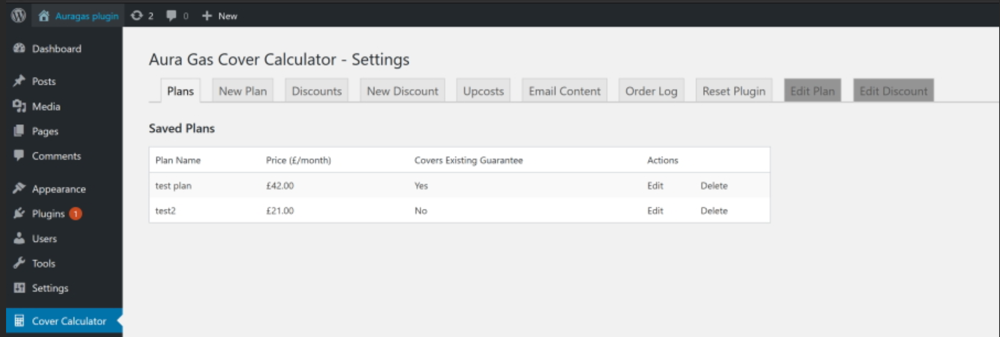 Auragas plugin 2 0 + New
Dashboard
Posts
Media
Pages
Comments
Appearance
Plugins 1
Users
Tools
Settings
Cover Calculator
Aura Gas Cover Calculator - Settings
Plans New Plan Discounts New Discount Upcosts Email Content Order Log Reset Plugin Edit Plan Edit Discount
Saved Plans
Plan Name Price (£/month) Covers Existing Guarantee Actions
test plan £42.00 Yes Edit Delete
test2 £21.00 No Edit Delete